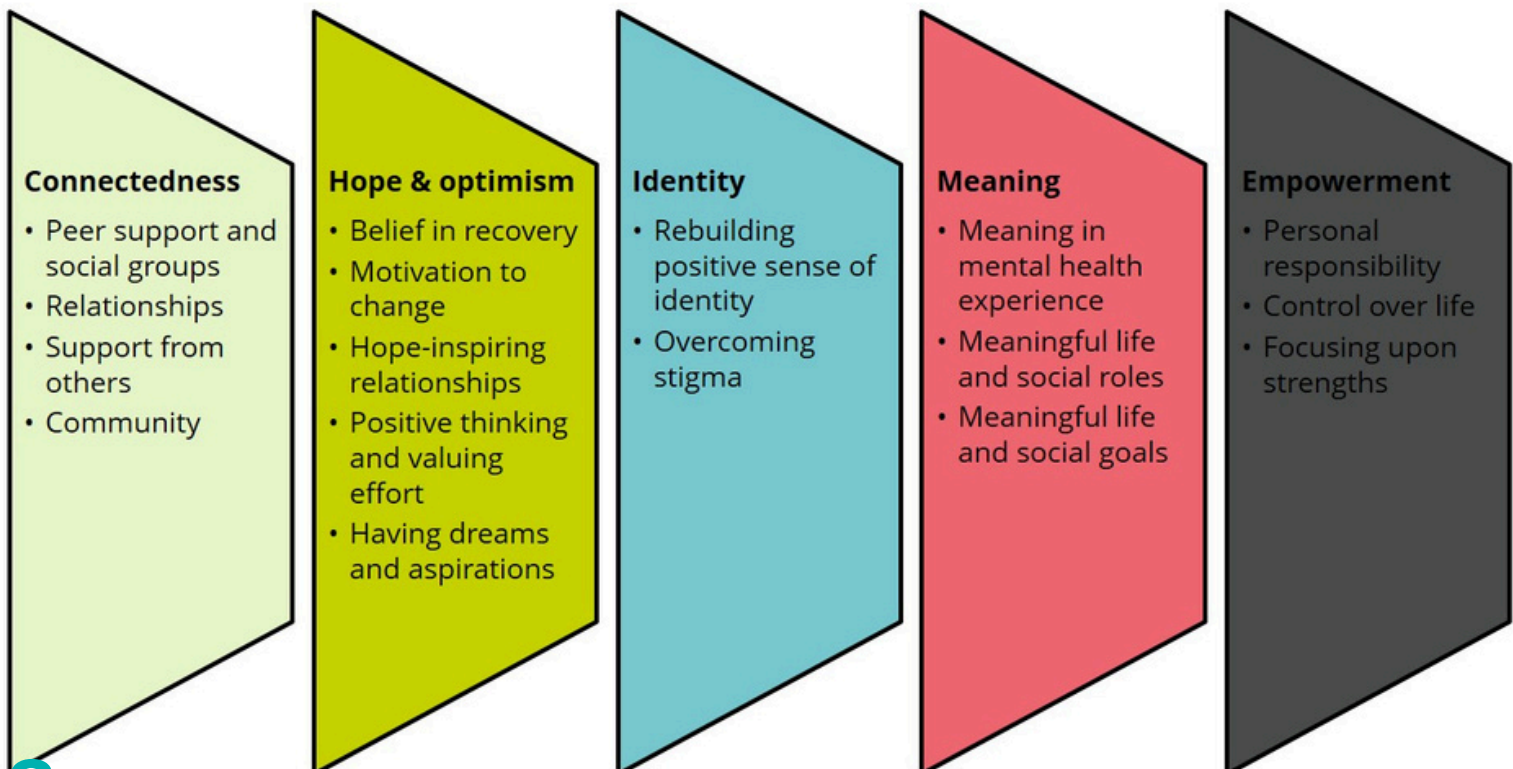 Connectedness
• Peer support and
social groups
• Relationships
• Support from
others
• Community
Hope & optimism
• Belief in recovery
• Motivation to
change
• Hope-inspiring
relationships
• Positive thinking
and valuing
effort
• Having dreams
and aspirations
Identity
• Rebuilding
positive sense of
identity
• Overcoming
stigma
Meaning
• Meaning in
mental health
experience
• Meaningful life
and social roles
• Meaningful life
and social goals
Empowerment
• Personal
responsibility
• Control over life
• Focusing upon
strengths